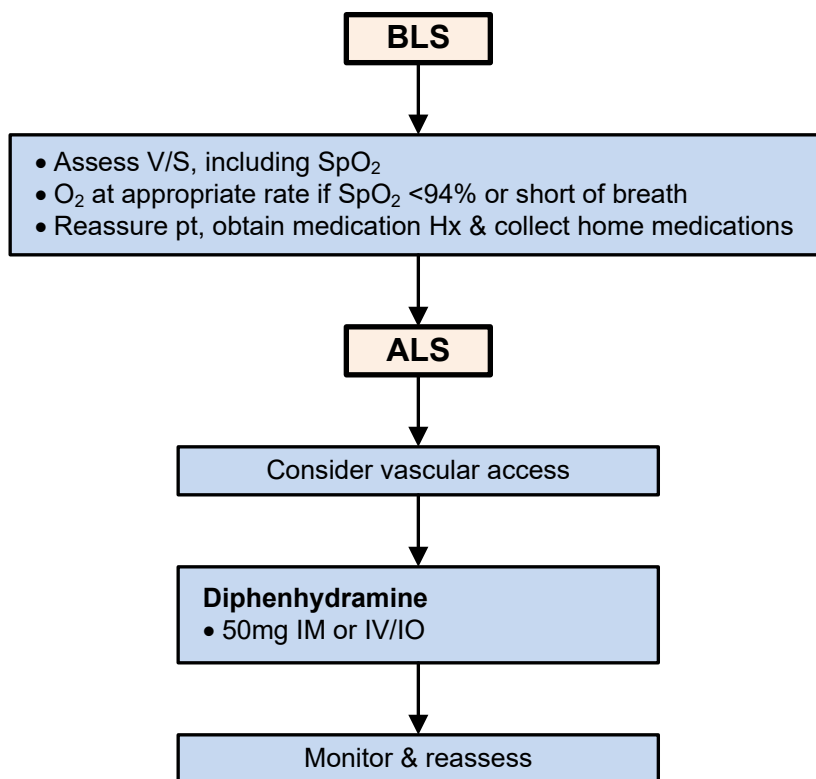 BLS
• Assess V/S, including SpO₂
• O₂ at appropriate rate if SpO₂ <94% or short of breath
• Reassure pt, obtain medication Hx & collect home medications
ALS
Consider vascular access
Diphenhydramine
• 50mg IM or IV/IO
Monitor & reassess